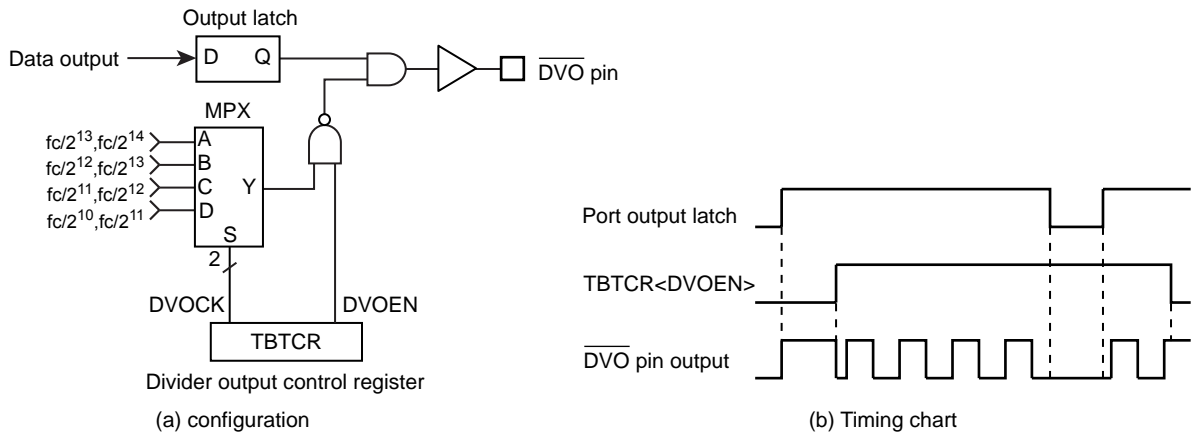 Output latch
Data output
D Q
DVO pin
MPX
fc/2^13,fc/2^14
A
fc/2^12,fc/2^13
B
fc/2^11,fc/2^12
C
Y
fc/2^10,fc/2^11
D
S
2
DVOCK
DVOEN
TBTCR
Divider output control register
(a) configuration
Port output latch
TBTCR<DVOEN>
DVO pin output
(b) Timing chart